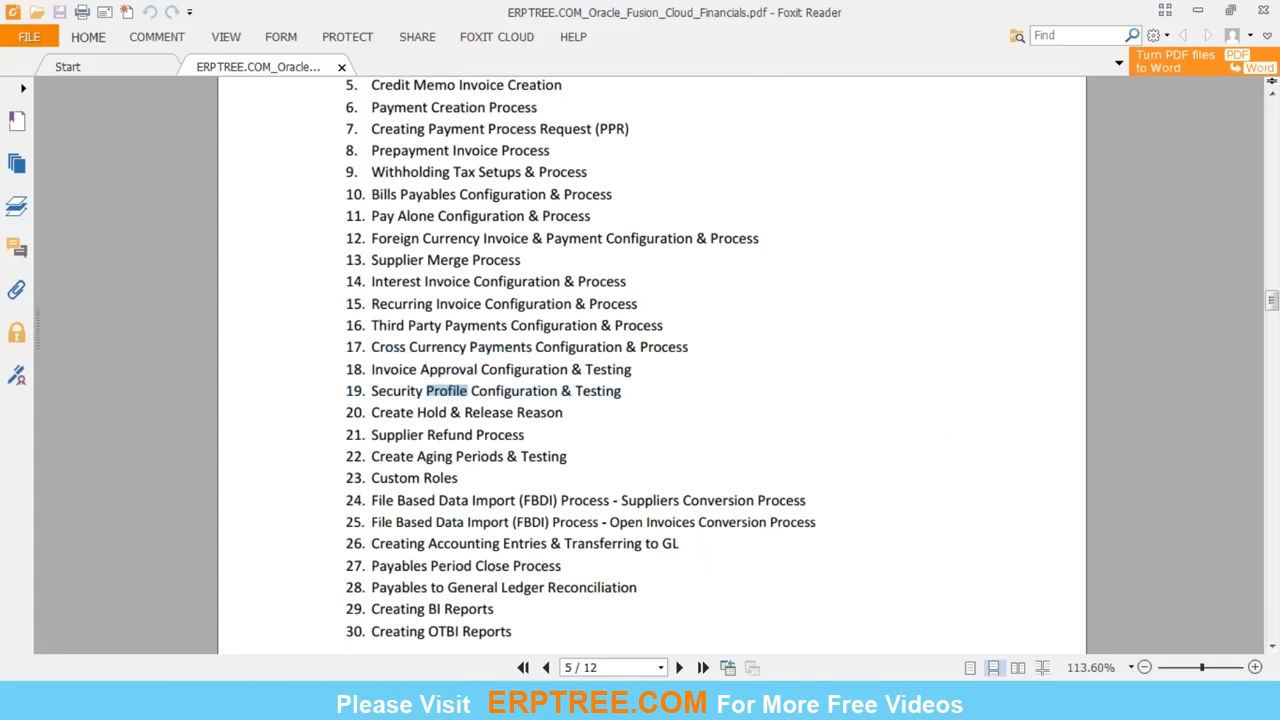 ERPTREE.COM_Oracle_Fusion_Cloud_Financials.pdf - Foxit Reader
FILE HOME COMMENT VIEW FORM PROTECT SHARE FOXIT CLOUD HELP
Find
Turn PDF files to Word
PDF
Word
Start
ERPTREE.COM_Oracle...
5. Credit Memo Invoice Creation
6. Payment Creation Process
7. Creating Payment Process Request (PPR)
8. Prepayment Invoice Process
9. Withholding Tax Setups & Process
10. Bills Payables Configuration & Process
11. Pay Alone Configuration & Process
12. Foreign Currency Invoice & Payment Configuration & Process
13. Supplier Merge Process
14. Interest Invoice Configuration & Process
15. Recurring Invoice Configuration & Process
16. Third Party Payments Configuration & Process
17. Cross Currency Payments Configuration & Process
18. Invoice Approval Configuration & Testing
19. Security Profile Configuration & Testing
20. Create Hold & Release Reason
21. Supplier Refund Process
22. Create Aging Periods & Testing
23. Custom Roles
24. File Based Data Import (FBDI) Process - Suppliers Conversion Process
25. File Based Data Import (FBDI) Process - Open Invoices Conversion Process
26. Creating Accounting Entries & Transferring to GL
27. Payables Period Close Process
28. Payables to General Ledger Reconciliation
29. Creating BI Reports
30. Creating OTBI Reports
5 / 12
113.60%
Please Visit ERPTREE.COM For More Free Videos